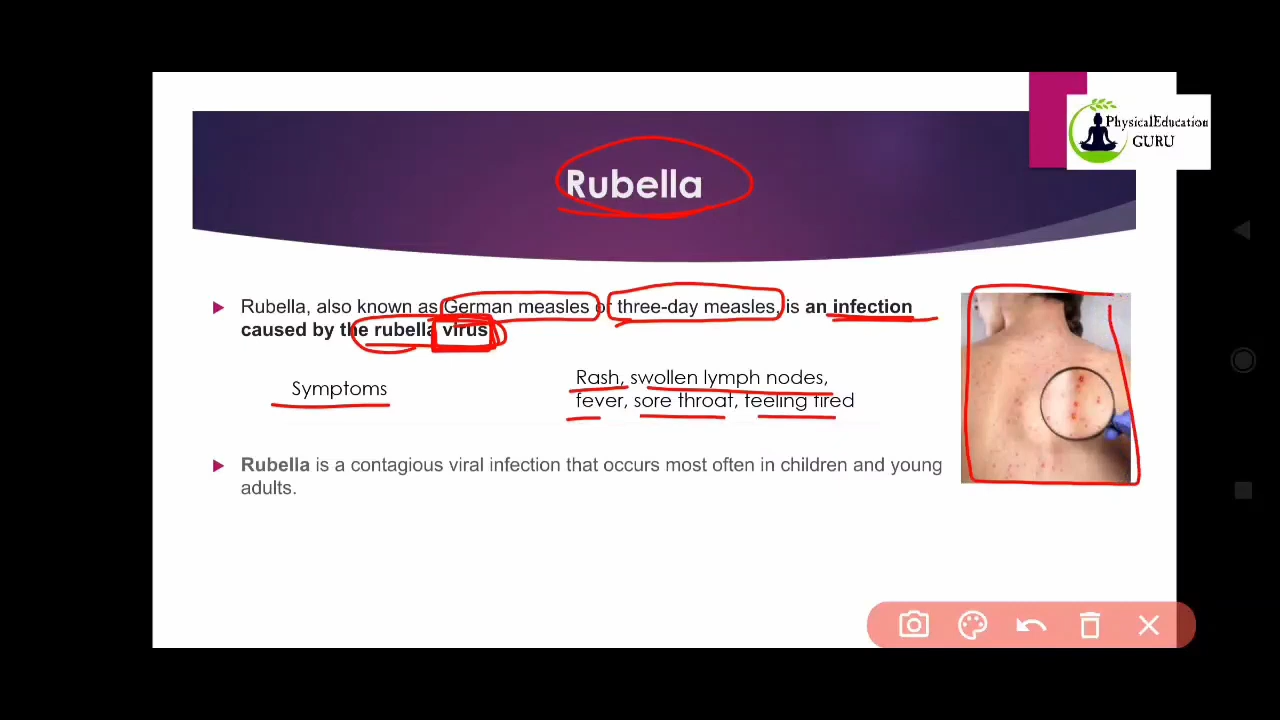 PhysicalEducation
GURU
Rubella
Rubella, also known as German measles or three-day measles, is an infection
caused by the rubella virus
Symptoms
Rash, swollen lymph nodes,
fever, sore throat, feeling tired
Rubella is a contagious viral infection that occurs most often in children and young
adults.